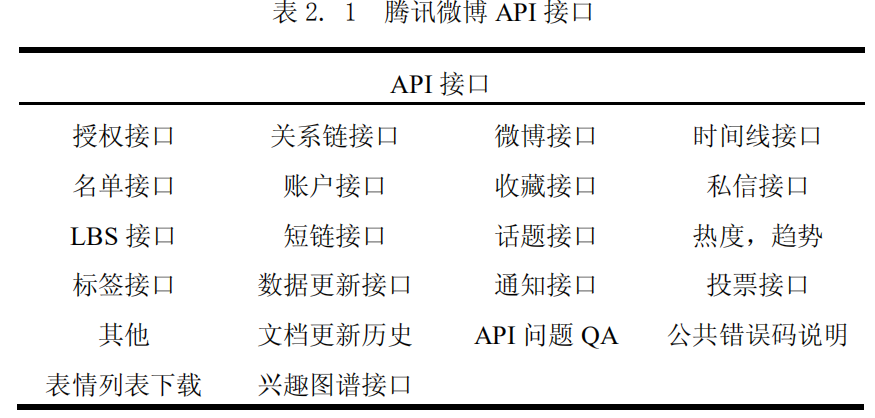 表 2. 1 腾讯微博 API 接口
API 接口
授权接口 关系链接口 微博接口 时间线接口
名单接口 账户接口 收藏接口 私信接口
LBS 接口 短链接口 话题接口 热度，趋势
标签接口 数据更新接口 通知接口 投票接口
其他 文档更新历史 API 问题 QA 公共错误码说明
表情列表下载 兴趣图谱接口